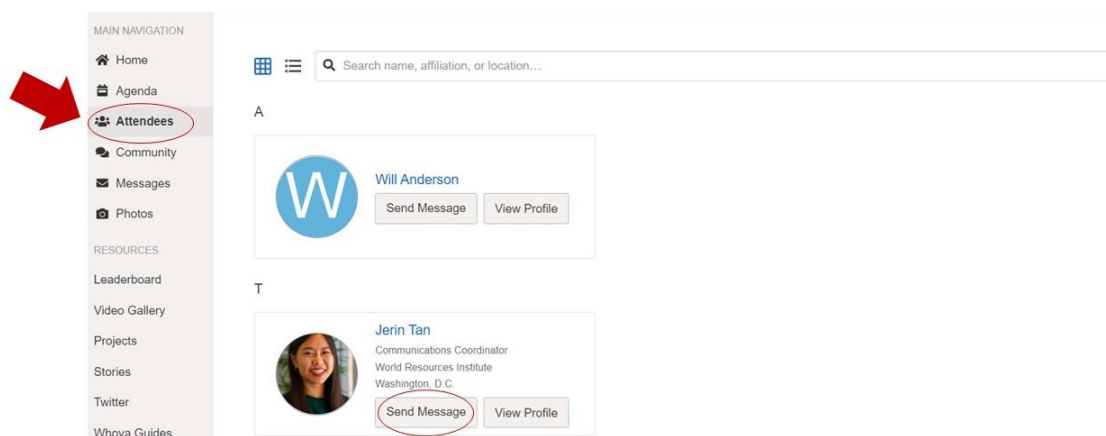 MAIN NAVIGATION
Home
Agenda
Attendees
Community
Messages
Photos
RESOURCES
Leaderboard
Video Gallery
Projects
Stories
Twitter
Whova Guides
Search name, affiliation, or location...
A
W
Will Anderson
Send Message View Profile
T
Jerin Tan
Communications Coordinator
World Resources Institute
Washington, D.C.
Send Message View Profile